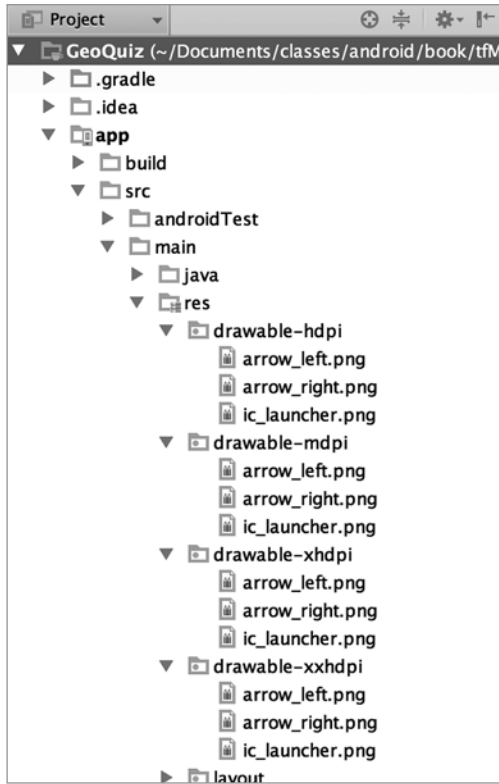 Project
GeoQuiz (~/Documents/classes/android/book/tfM
.gradle
.idea
app
build
src
androidTest
main
java
res
drawable-hdpi
arrow_left.png
arrow_right.png
ic_launcher.png
drawable-mdpi
arrow_left.png
arrow_right.png
ic_launcher.png
drawable-xhdpi
arrow_left.png
arrow_right.png
ic_launcher.png
drawable-xxhdpi
arrow_left.png
arrow_right.png
ic_launcher.png
layout